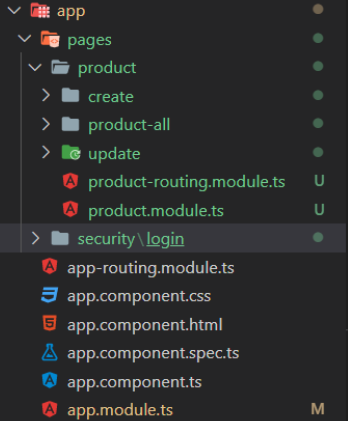 app
pages
product
create
product-all
update
product-routing.module.ts U
product.module.ts U
security\login
app-routing.module.ts
app.component.css
app.component.html
app.component.spec.ts
app.component.ts
app.module.ts M